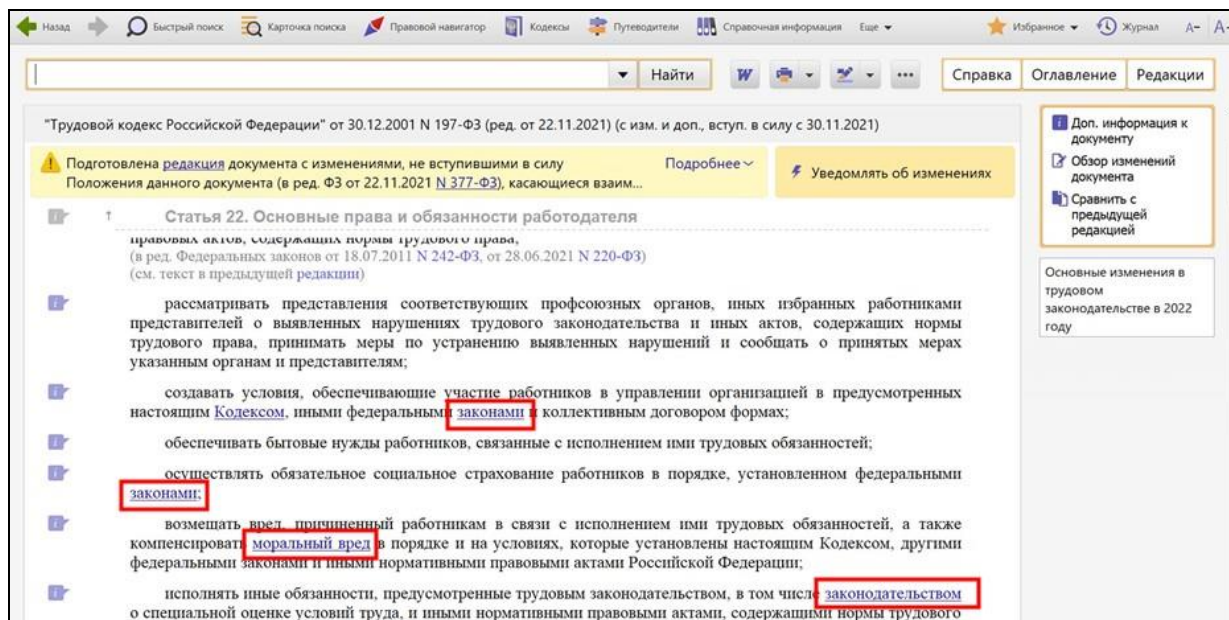 Назад Быстрый поиск Карточка поиска Правовой навигатор Кодексы Путеводители Справочная информация Еще Избранное Журнал А− А
Найти W Справка Оглавление Редакции
"Трудовой кодекс Российской Федерации" от 30.12.2001 N 197-ФЗ (ред. от 22.11.2021) (с изм. и доп., вступ. в силу с 30.11.2021)
Подготовлена редакция документа с изменениями, не вступившими в силу Подробнее
Положения данного документа (в ред. ФЗ от 22.11.2021 N 377-ФЗ), касающиеся взаим...
Уведомлять об изменениях
Статья 22. Основные права и обязанности работодателя
правовых актов, содержащих нормы трудового права;
(в ред. Федеральных законов от 18.07.2011 N 242-ФЗ, от 28.06.2021 N 220-ФЗ)
(см. текст в предыдущей редакции)
рассматривать представления соответствующих профсоюзных органов, иных избранных работниками
представителей о выявленных нарушениях трудового законодательства и иных актов, содержащих нормы
трудового права, принимать меры по устранению выявленных нарушений и сообщать о принятых мерах
указанным органам и представителям;
создавать условия, обеспечивающие участие работников в управлении организацией в предусмотренных
настоящим Кодексом, иными федеральными законами и коллективным договором формах;
обеспечивать бытовые нужды работников, связанные с исполнением ими трудовых обязанностей;
осуществлять обязательное социальное страхование работников в порядке, установленном федеральными
законами;
возмещать вред, причиненный работникам в связи с исполнением ими трудовых обязанностей, а также
компенсировать моральный вред в порядке и на условиях, которые установлены настоящим Кодексом, другими
федеральными законами и иными нормативными правовыми актами Российской Федерации;
исполнять иные обязанности, предусмотренные трудовым законодательством, в том числе законодательством
о специальной оценке условий труда, и иными нормативными правовыми актами, содержащими нормы трудового
Доп. информация к
документу
Обзор изменений
документа
Сравнить с
предыдущей
редакцией
Основные изменения в
трудовом
законодательстве в 2022
году